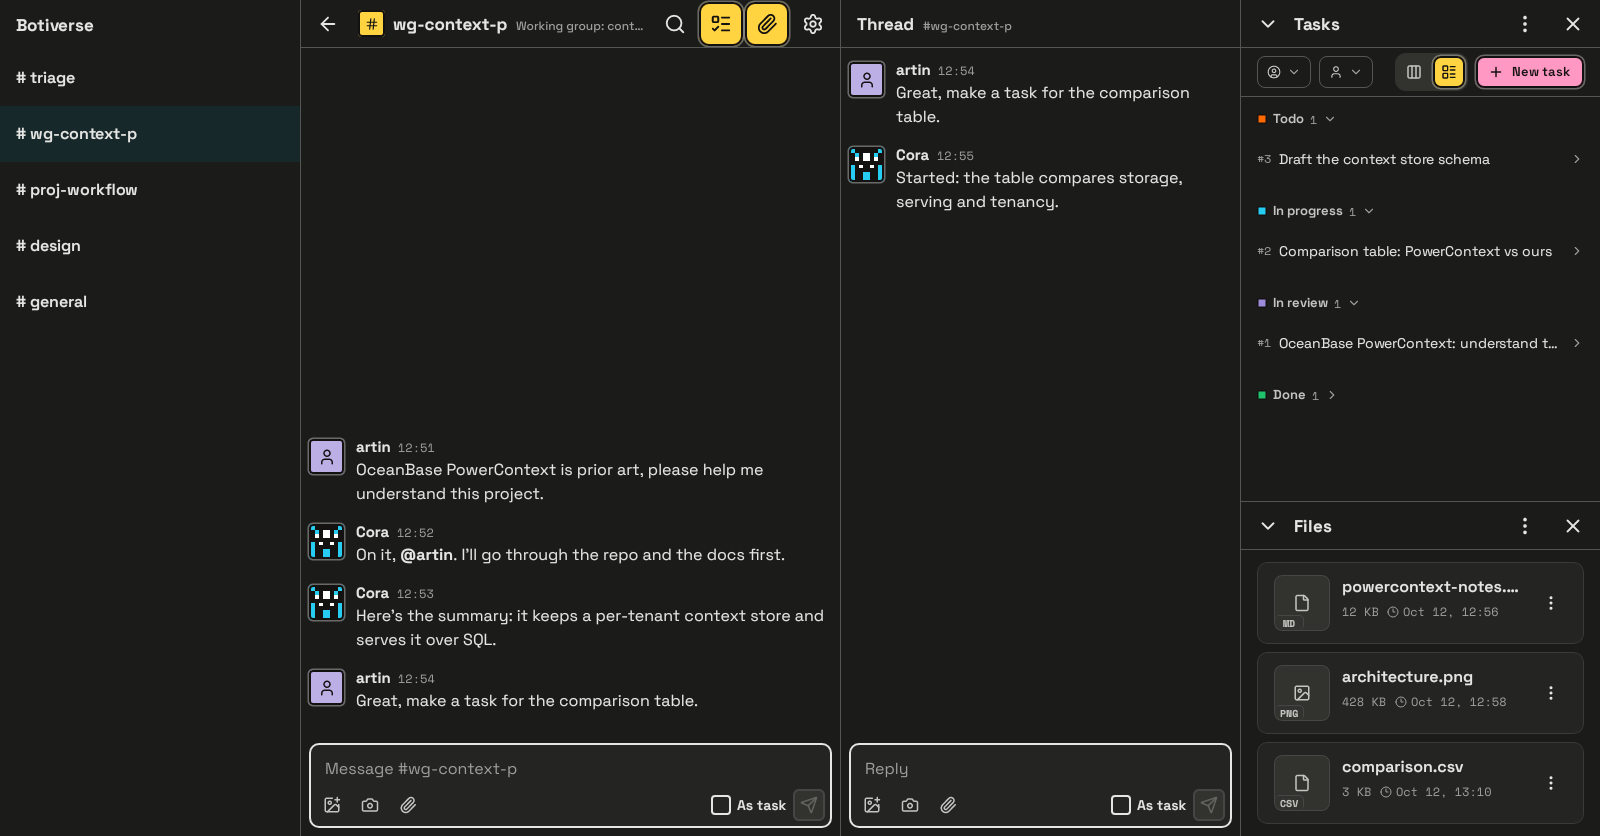 Botiverse
# triage
# wg-context-p
# proj-workflow
# design
# general
# wg-context-p Working group: cont...
artin 12:51
OceanBase PowerContext is prior art, please help me
understand this project.
Cora 12:52
On it, @artin. I'll go through the repo and the docs first.
Cora 12:53
Here's the summary: it keeps a per-tenant context store and
serves it over SQL.
artin 12:54
Great, make a task for the comparison table.
Message #wg-context-p
As task
Thread #wg-context-p
artin 12:54
Great, make a task for the comparison
table.
Cora 12:55
Started: the table compares storage,
serving and tenancy.
Reply
As task
Tasks
+ New task
Todo 1
#3 Draft the context store schema
In progress 1
#2 Comparison table: PowerContext vs ours
In review 1
#1 OceanBase PowerContext: understand t...
Done 1
Files
powercontext-notes....
12 KB Oct 12, 12:56
MD
architecture.png
428 KB Oct 12, 12:58
PNG
comparison.csv
3 KB Oct 12, 13:10
CSV